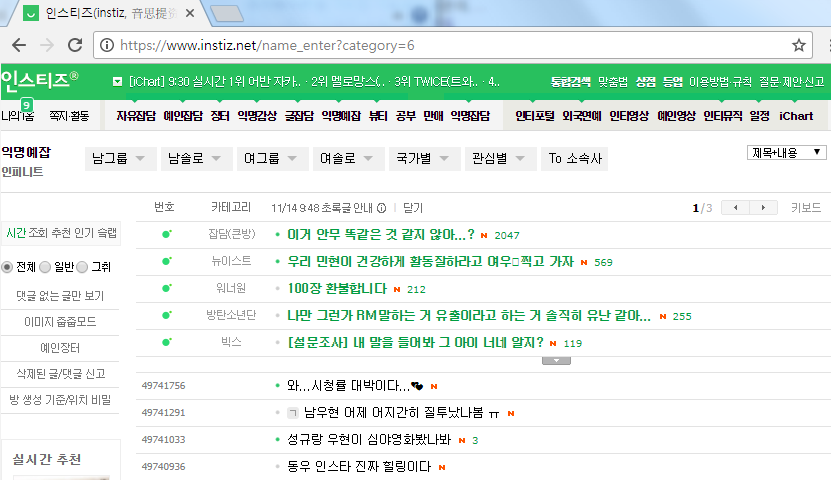 인스티즈(instiz, 音思提
https://www.instiz.net/name_enter?category=6
인스티즈®
[iChart] 9:30 실시간 1위 어반 자카.. · 2위 멜로망스(.. · 3위 TWICE(트와.. · 4..
통합검색 맞춤법 상점 등업 이용방법·규칙 질문·제안·신고
9
쪽지·활동 자유잡담 예인잡담 장터 익명감상 글잡담 익명예잡 뷰티 공부 만애 익명잡담 인티포털 외국연예 인티영상 예인영상 인티뮤직 일정 iChart
익명예잡
인피니트
남그룹 남솔로 여그룹 여솔로 국가별 관심별 To 소속사
제목+내용
번호 카테고리 11/14 9:48 초록글 안내 | 닫기 1/3 키보드
시간 조회 추천 인기 슬랩
전체 일반 그취
댓글 없는 글만 보기
이미지 줍줍모드
예인장터
삭제된 글/댓글 신고
방 생성 기준/위치 비밀
실시간 추천
잡담(큰방) 이거 안무 똑같은 것 같지 않아...? N 2047
뉴이스트 우리 민현이 건강하게 활동잘하라고 여우찍고 가자 N 569
워너원 100장 환불합니다 N 212
방탄소년단 나만 그런가 RM말하는 거 유출이라고 하는 거 솔직히 유난 같아... N 255
빅스 [설문조사] 내 말을 들어봐 그 아이 너네 알지? N 119
49741756 와...시청률 대박이다... N
49741291 ㄱ 남우현 어제 어지간히 질투났나봄 ㅠ N
49741033 성규랑 우현이 심야영화봤나봐 N 3
49740936 동우 인스타 진짜 힐링이다 N